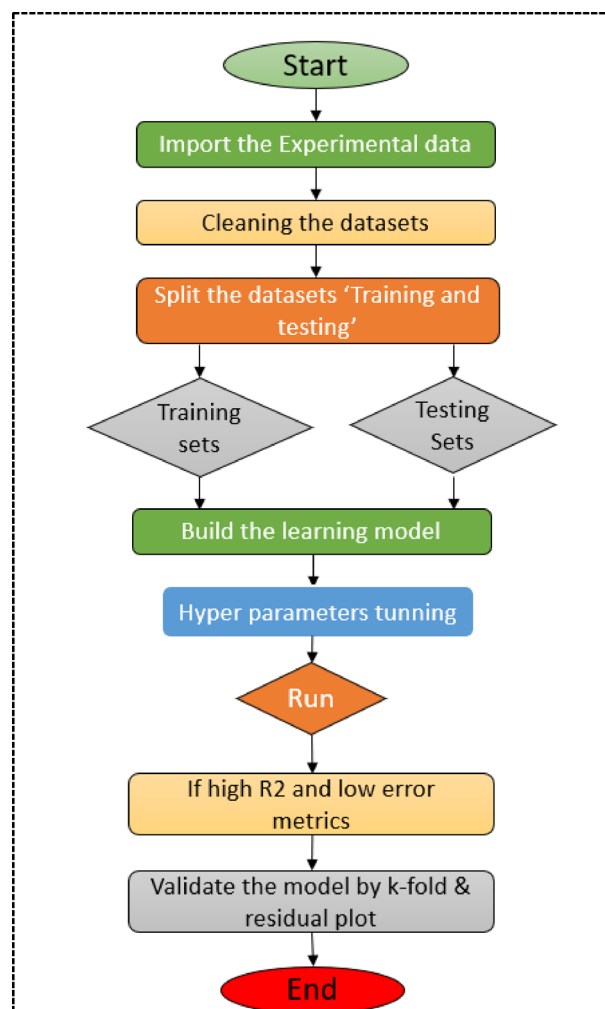 Start
Import the Experimental data
Cleaning the datasets
Split the datasets ‘Training and
testing’
Training
sets
Testing
Sets
Build the learning model
Hyper parameters tunning
Run
If high R2 and low error
metrics
Validate the model by k-fold &
residual plot
End